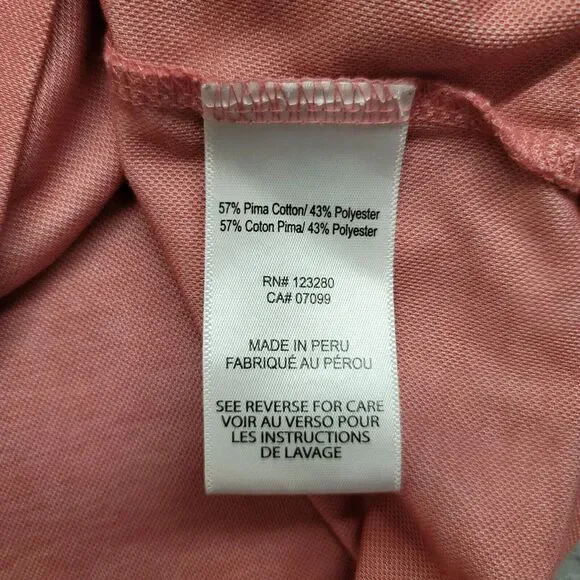 57% Pima Cotton/ 43% Polyester
57% Coton Pima/ 43% Polyester
RN# 123280
CA# 07099
MADE IN PERU
FABRIQUÉ AU PÉROU
SEE REVERSE FOR CARE
VOIR AU VERSO POUR
LES INSTRUCTIONS
DE LAVAGE